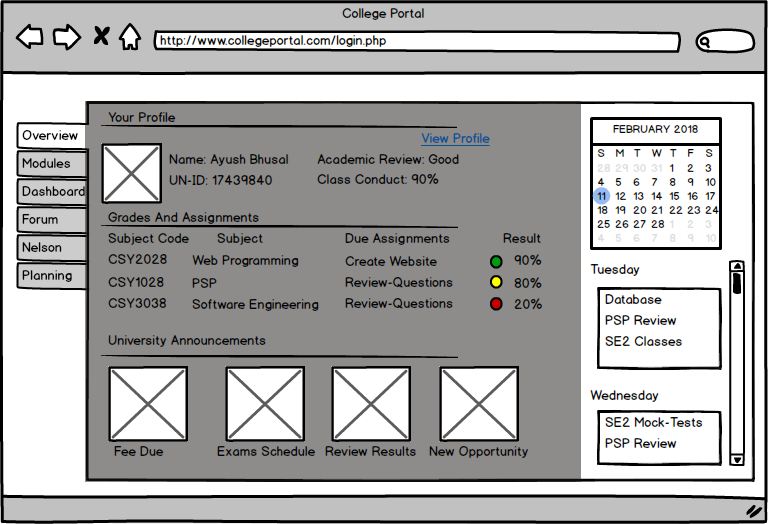 College Portal
http://www.collegeportal.com/login.php
Overview
Modules
Dashboard
Forum
Nelson
Planning
Your Profile
View Profile
Name: Ayush Bhusal Academic Review: Good
UN-ID: 17439840 Class Conduct: 90%
Grades And Assignments
Subject Code Subject Due Assignments Result
CSY2028 Web Programming Create Website 90%
CSY1028 PSP Review-Questions 80%
CSY3038 Software Engineering Review-Questions 20%
University Announcements
Fee Due Exams Schedule Review Results New Opportunity
FEBRUARY 2018
S M T W T F S
28 29 30 31 1 2 3
4 5 6 7 8 9 10
11 12 13 14 15 16 17
18 19 20 21 22 23 24
25 26 27 28 1 2 3
4 5 6 7 8 9 10
Tuesday
Database
PSP Review
SE2 Classes
Wednesday
SE2 Mock-Tests
PSP Review